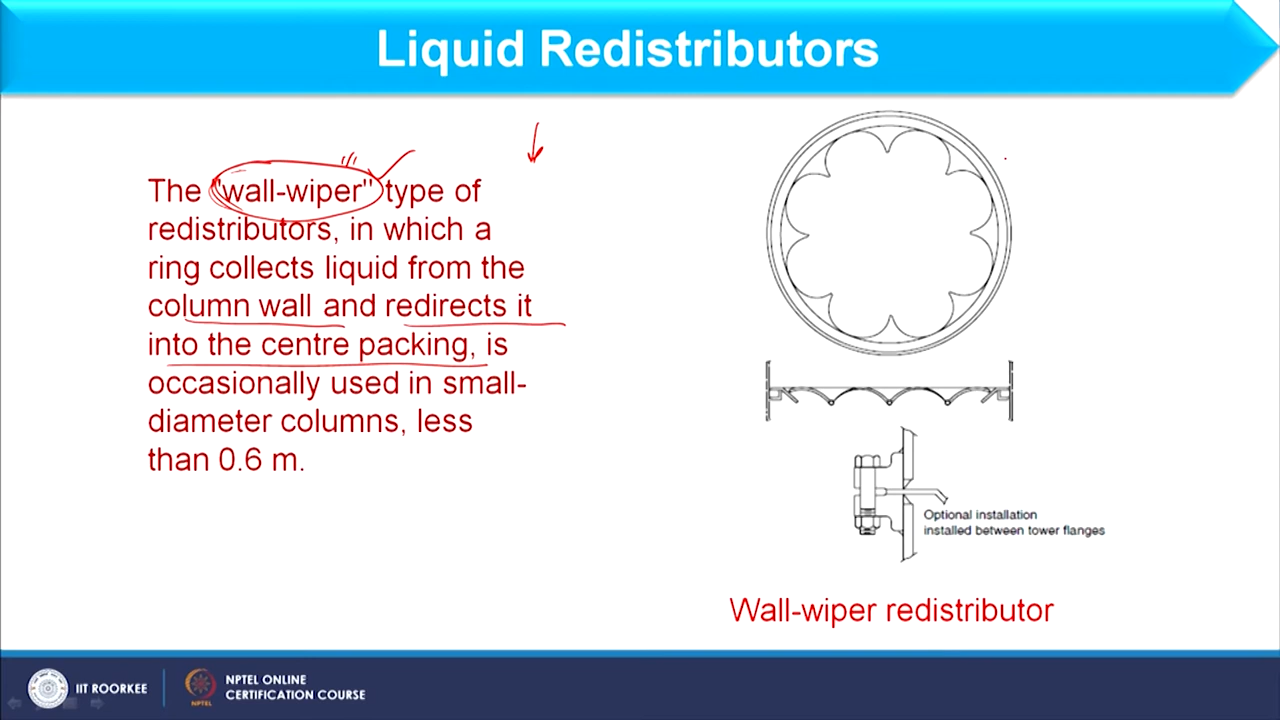 Liquid Redistributors
The "wall-wiper" type of
redistributors, in which a
ring collects liquid from the
column wall and redirects it
into the centre packing, is
occasionally used in small-
diameter columns, less
than 0.6 m.
Optional installation
installed between tower flanges
Wall-wiper redistributor
IIT ROORKEE
NPTEL
NPTEL ONLINE
CERTIFICATION COURSE